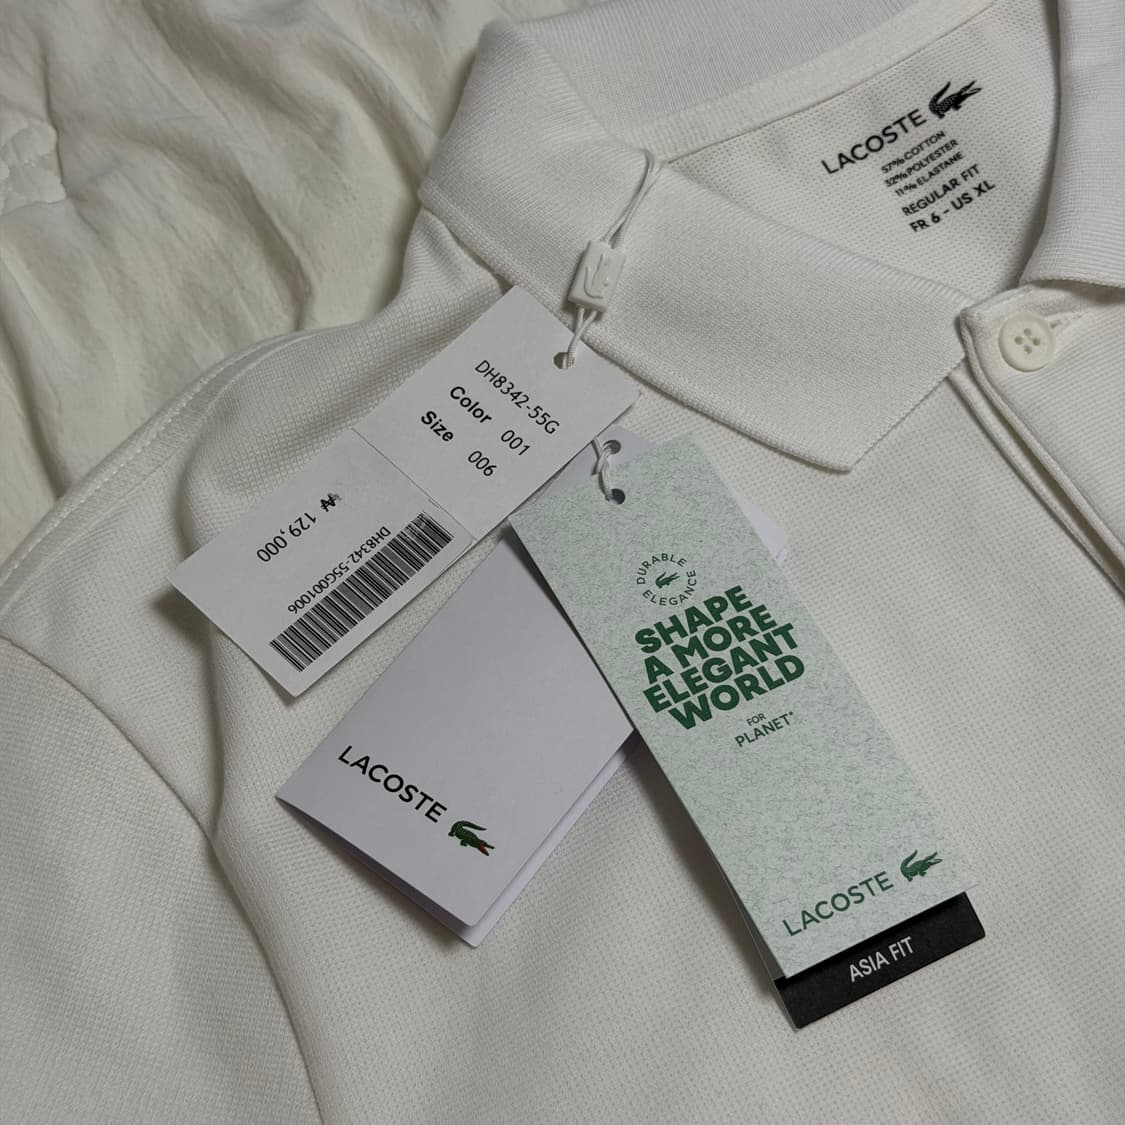 LACOSTE
57% COTTON
32% POLYESTER
11% ELASTANE
REGULAR FIT
FR 6 - US XL
DH8342-55G
Color 001
Size 006
₩ 129,000
DH8342-55G001006
LACOSTE
DURABLE
ELEGANCE
SHAPE
A MORE
ELEGANT
WORLD
FOR
PLANET*
LACOSTE
ASIA FIT